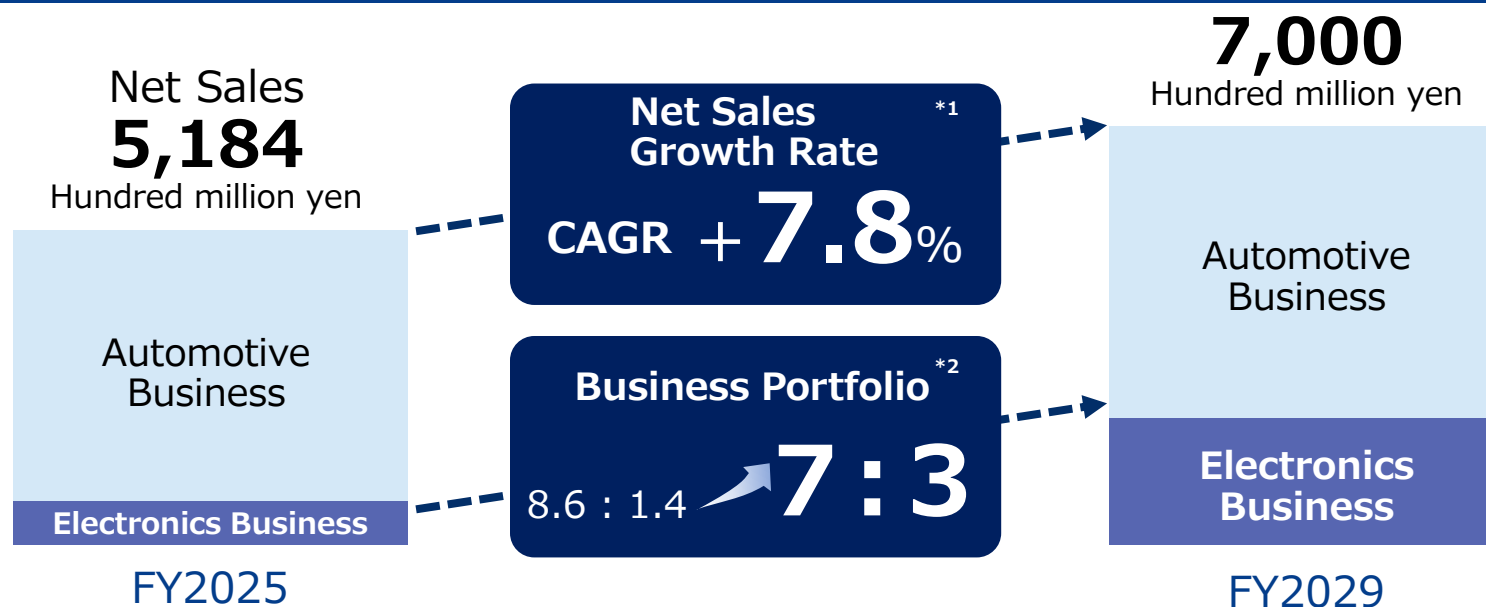 Net Sales
5,184
Hundred million yen
Automotive
Business
Electronics Business
FY2025
Net Sales *1
Growth Rate
CAGR +7.8%
Business Portfolio *2
8.6 : 1.4 7 : 3
7,000
Hundred million yen
Automotive
Business
Electronics
Business
FY2029